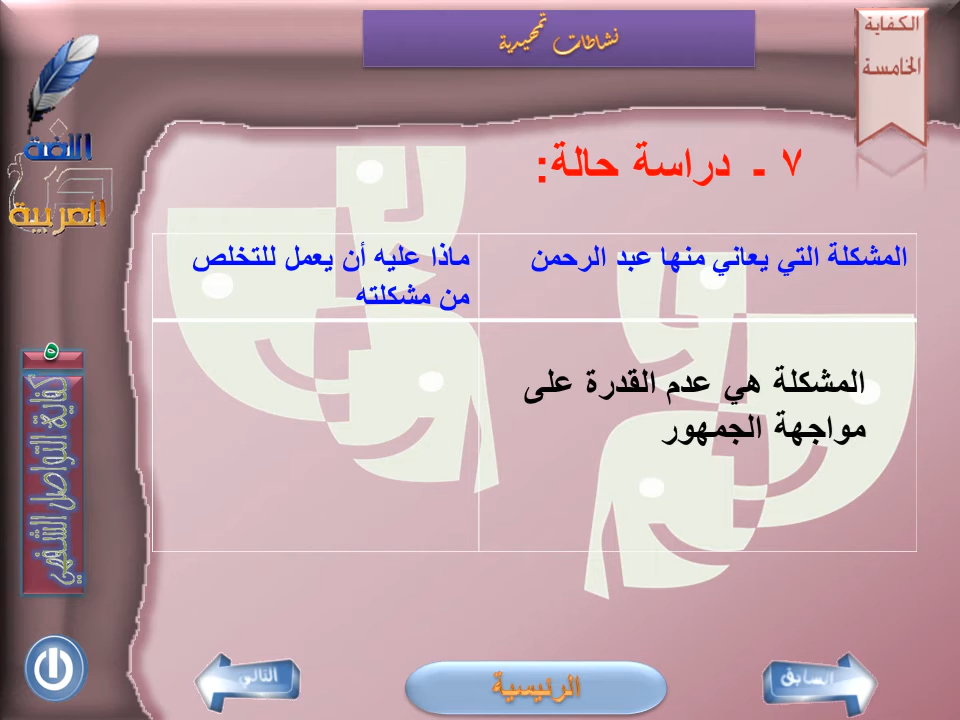 الكفاية
الخامسة
نشاطات تمهيدية
اللغة
العربية
٧ ـ دراسة حالة:
المشكلة التي يعاني منها عبد الرحمن
ماذا عليه أن يعمل للتخلص
من مشكلته
المشكلة هي عدم القدرة على
مواجهة الجمهور
٥
كفاية التواصل الشفهي
السابق
الرئيسية
التالي